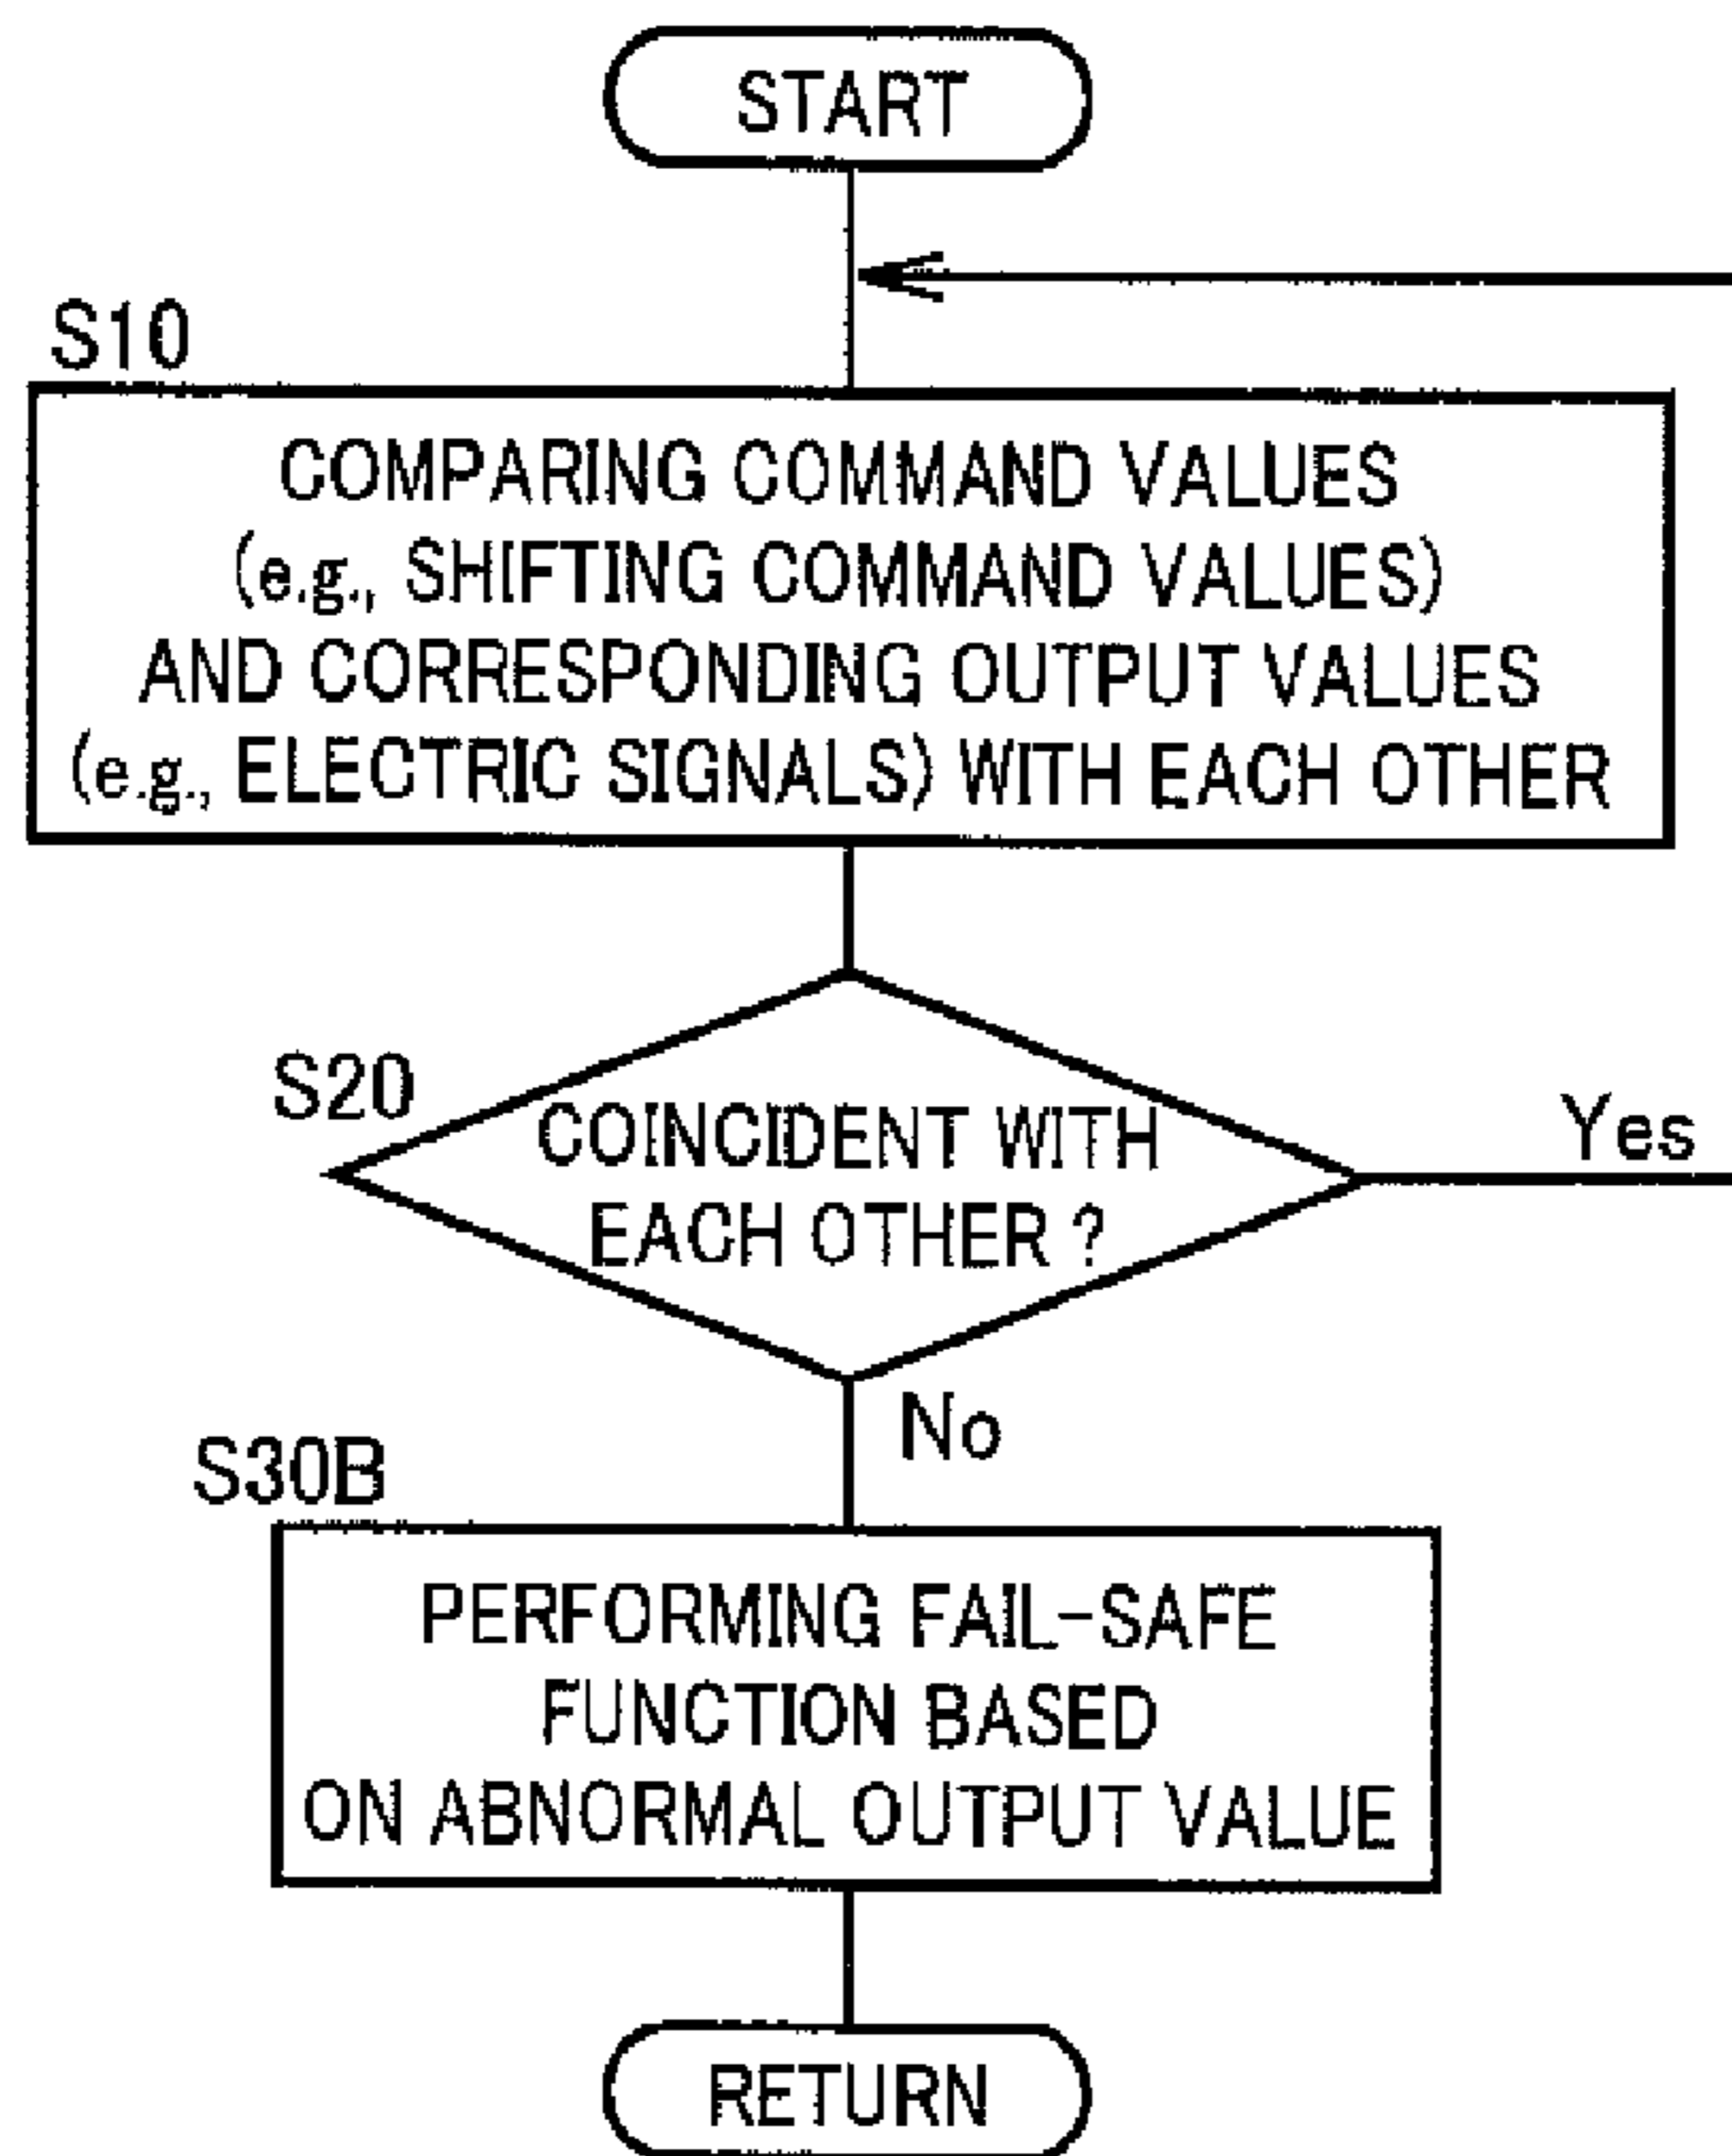 START
S10
COMPARING COMMAND VALUES
(e.g., SHIFTING COMMAND VALUES)
AND CORRESPONDING OUTPUT VALUES
(e.g., ELECTRIC SIGNALS) WITH EACH OTHER
S20
COINCIDENT WITH
EACH OTHER ?
Yes
No
S30B
PERFORMING FAIL-SAFE
FUNCTION BASED
ON ABNORMAL OUTPUT VALUE
RETURN